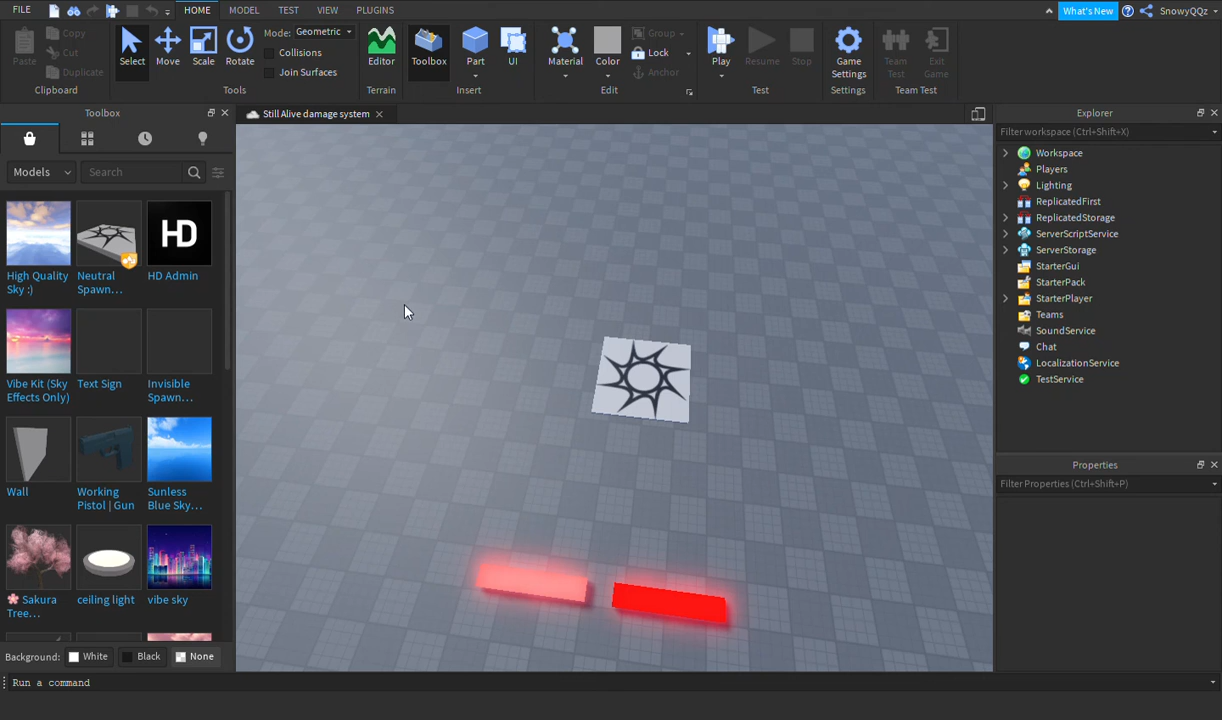 FILE HOME MODEL TEST VIEW PLUGINS What's New SnowyQQz
Paste Copy Cut Duplicate Clipboard
Select Move Scale Rotate Mode: Geometric Collisions Join Surfaces Tools
Editor Terrain
Toolbox Part UI Insert
Material Color Group Lock Anchor Edit
Play Resume Stop Test
Game Settings Settings
Team Test Exit Game Team Test
Toolbox
Models Search
High Quality Sky :)
Neutral Spawn...
HD
HD Admin
Vibe Kit (Sky Effects Only)
Text Sign
Invisible Spawn...
Wall
Working Pistol | Gun
Sunless Blue Sky...
🌸 Sakura Tree...
ceiling light
vibe sky
Background: White Black None
Still Alive damage system
Explorer
Filter workspace (Ctrl+Shift+X)
Workspace
Players
Lighting
ReplicatedFirst
ReplicatedStorage
ServerScriptService
ServerStorage
StarterGui
StarterPack
StarterPlayer
Teams
SoundService
Chat
LocalizationService
TestService
Properties
Filter Properties (Ctrl+Shift+P)
Run a command